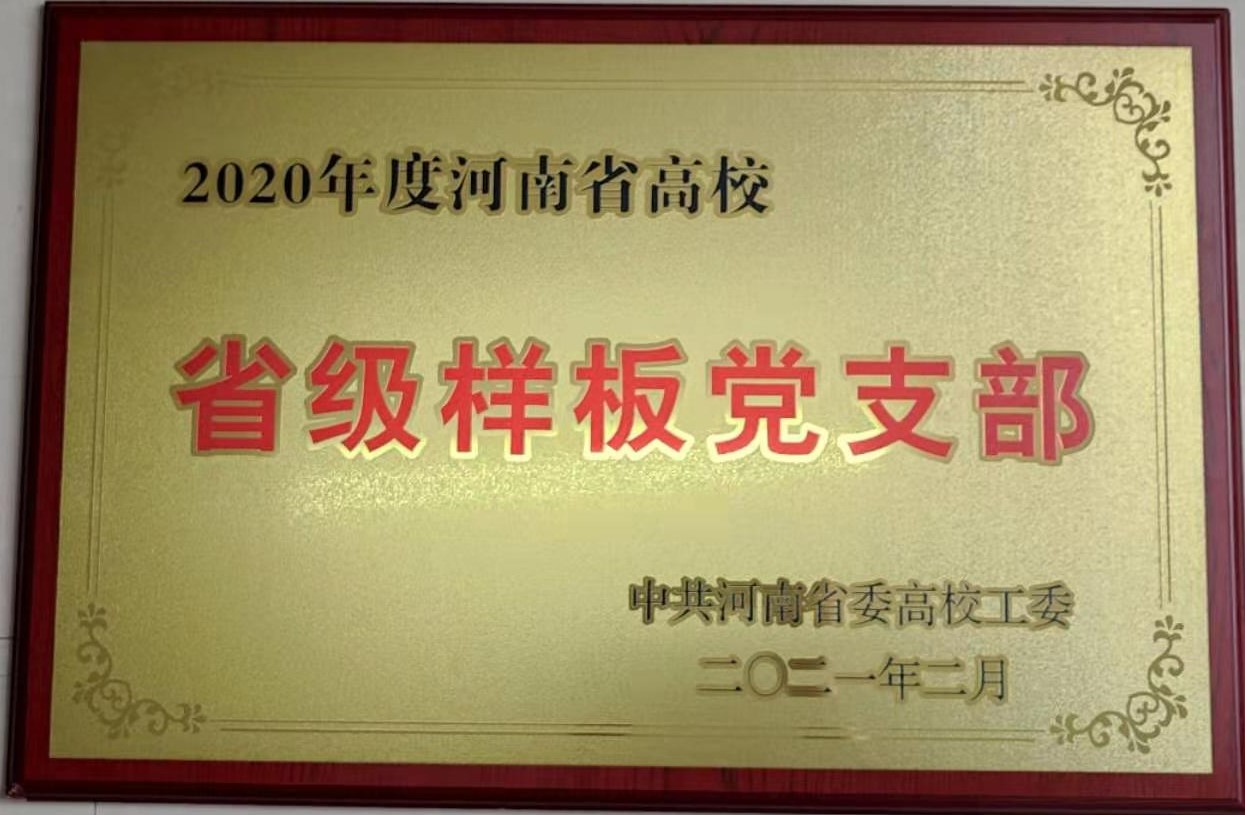 2020年度河南省高校
省级样板党支部
中共河南省委高校工委
二〇二一年二月